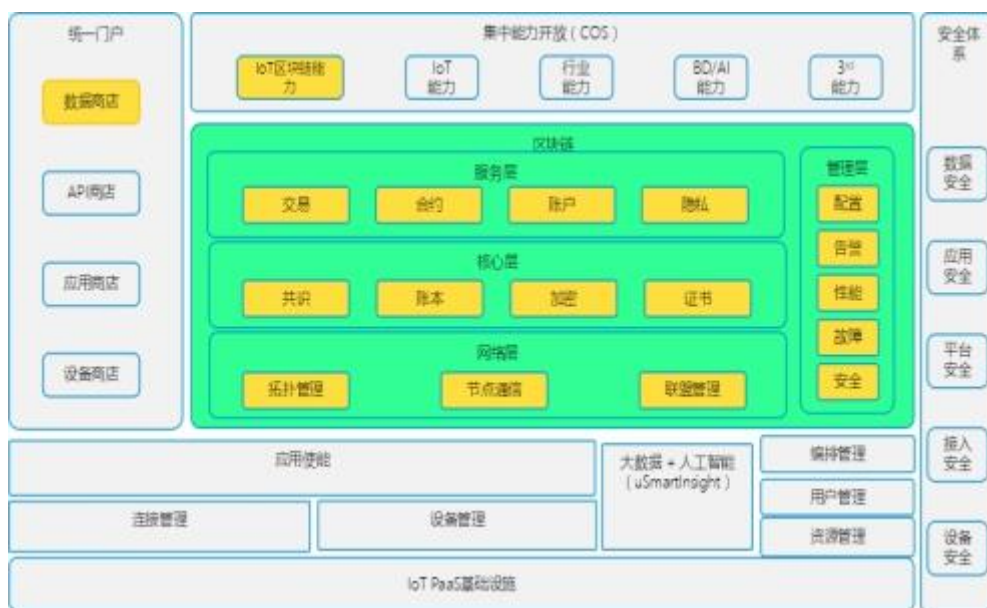 统一门户
数据商店
API商店
应用商店
设备商店
集中能力开放(COS)
IoT区块链能
力
IoT
能力
行业
能力
BD/AI
能力
3rd
能力
区块链
服务层
交易
合约
账户
隐私
核心层
共识
账本
加密
证书
网络层
拓扑管理
节点通信
联盟管理
管理层
配置
告警
性能
故障
安全
应用使能
连接管理
设备管理
大数据 + 人工智能
(uSmartInsight)
编排管理
用户管理
资源管理
IoT PaaS基础设施
安全体
系
数据
安全
应用
安全
平台
安全
接入
安全
设备
安全